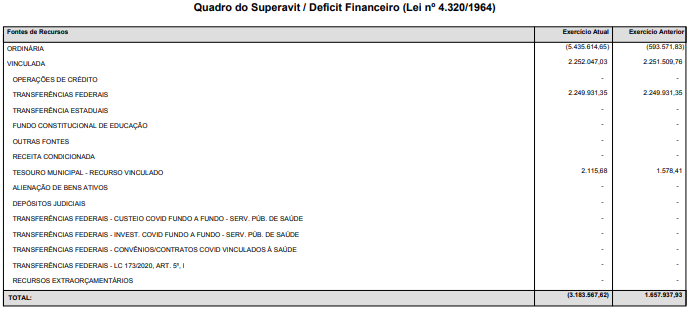 Quadro do Superavit / Deficit Financeiro (Lei nº 4.320/1964)
Fontes de Recursos Exercício Atual Exercício Anterior
ORDINÁRIA (5.435.614,65) (593.571,83)
VINCULADA 2.252.047,03 2.251.509,76
OPERAÇÕES DE CRÉDITO - -
TRANSFERÊNCIAS FEDERAIS 2.249.931,35 2.249.931,35
TRANSFERÊNCIA ESTADUAIS - -
FUNDO CONSTITUCIONAL DE EDUCAÇÃO - -
OUTRAS FONTES - -
RECEITA CONDICIONADA - -
TESOURO MUNICIPAL - RECURSO VINCULADO 2.115,68 1.578,41
ALIENAÇÃO DE BENS ATIVOS - -
DEPÓSITOS JUDICIAIS - -
TRANSFERÊNCIAS FEDERAIS - CUSTEIO COVID FUNDO A FUNDO - SERV. PÚB. DE SAÚDE - -
TRANSFERÊNCIAS FEDERAIS - INVEST. COVID FUNDO A FUNDO - SERV. PÚB. DE SAÚDE - -
TRANSFERÊNCIAS FEDERAIS - CONVÊNIOS/CONTRATOS COVID VINCULADOS À SAÚDE - -
TRANSFERÊNCIAS FEDERAIS - LC 173/2020, ART. 5º, I - -
RECURSOS EXTRAORÇAMENTÁRIOS - -
TOTAL: (3.183.567,62) 1.657.937,93